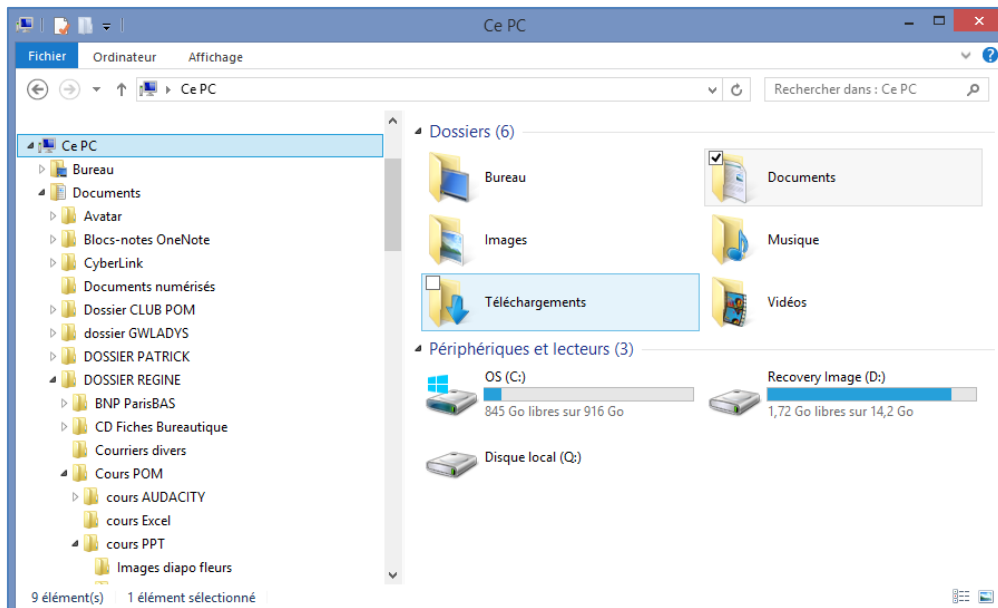 Ce PC
Fichier Ordinateur Affichage
Ce PC
Rechercher dans : Ce PC
Ce PC
Bureau
Documents
Avatar
Blocs-notes OneNote
CyberLink
Documents numérisés
Dossier CLUB POM
dossier GWLADYS
DOSSIER PATRICK
DOSSIER REGINE
BNP ParisBAS
CD Fiches Bureautique
Courriers divers
Cours POM
cours AUDACITY
cours Excel
cours PPT
Images diapo fleurs
Dossiers (6)
Bureau
Documents
Images
Musique
Téléchargements
Vidéos
Périphériques et lecteurs (3)
OS (C:)
845 Go libres sur 916 Go
Recovery Image (D:)
1,72 Go libres sur 14,2 Go
Disque local (Q:)
9 élément(s) 1 élément sélectionné